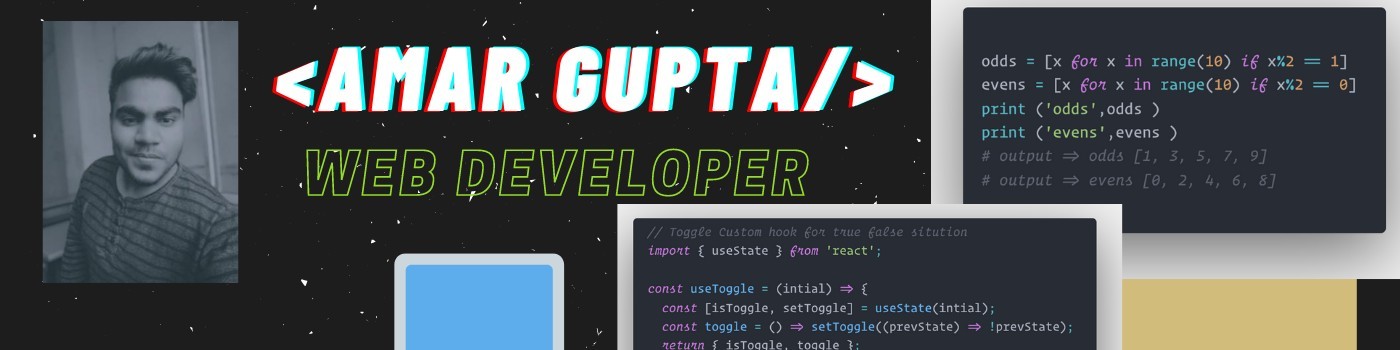 <AMAR GUPTA/>
WEB DEVELOPER
odds = [x for x in range(10) if x%2 == 1]
evens = [x for x in range(10) if x%2 == 0]
print ('odds',odds )
print ('evens',evens )
# output => odds [1, 3, 5, 7, 9]
# output => evens [0, 2, 4, 6, 8]
// Toggle Custom hook for true false sitution
import { useState } from 'react';
const useToggle = (intial) => {
const [isToggle, setToggle] = useState(intial);
const toggle = () => setToggle((prevState) => !prevState);
return { isToggle, toggle };